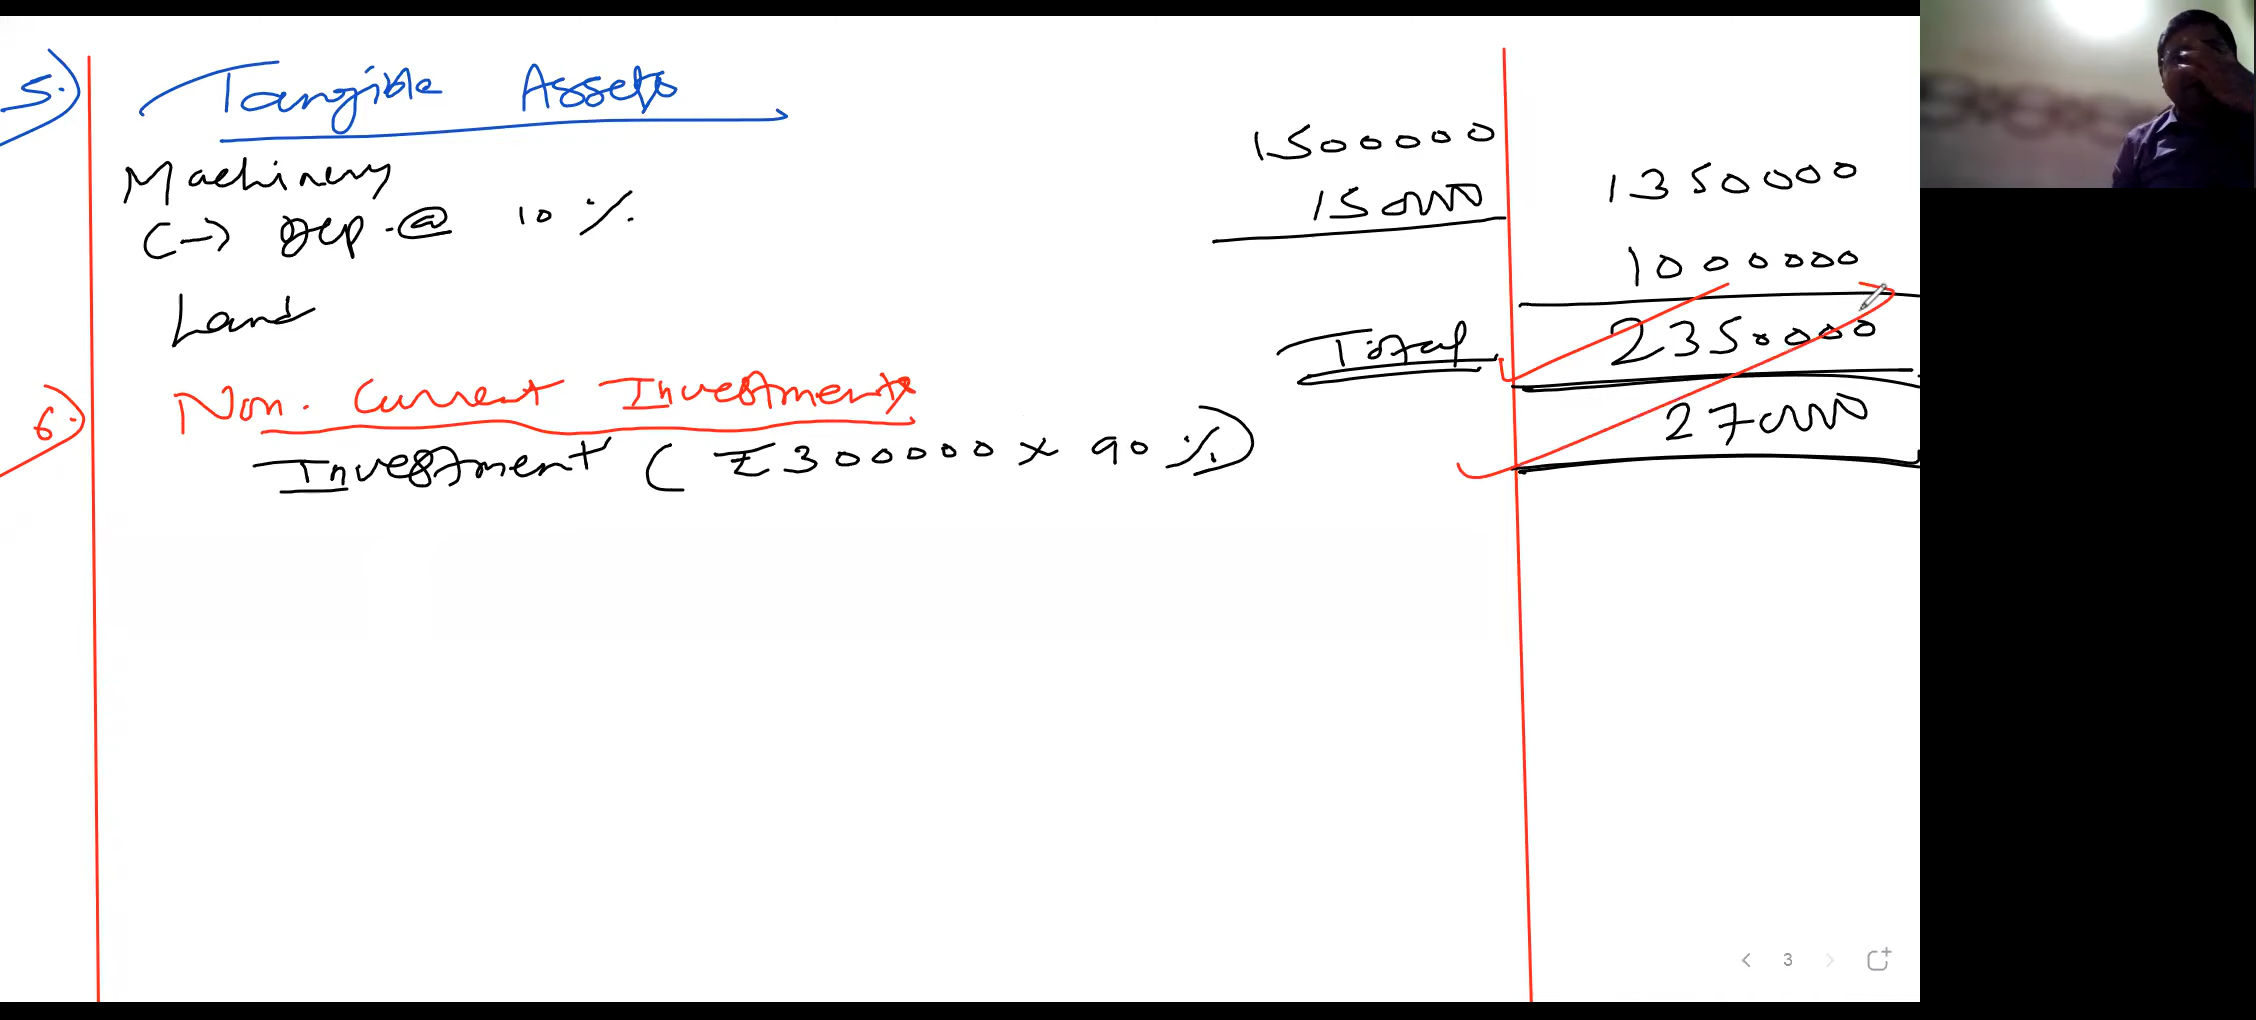 5.) Tangible Assets
Machinery 1500000
(-) Dep. @ 10 % 150000 1350000
Land 1000000
Total 2350000
6.) Non. Current Investments
Investment ( ₹300000 x 90 %) 270000
3